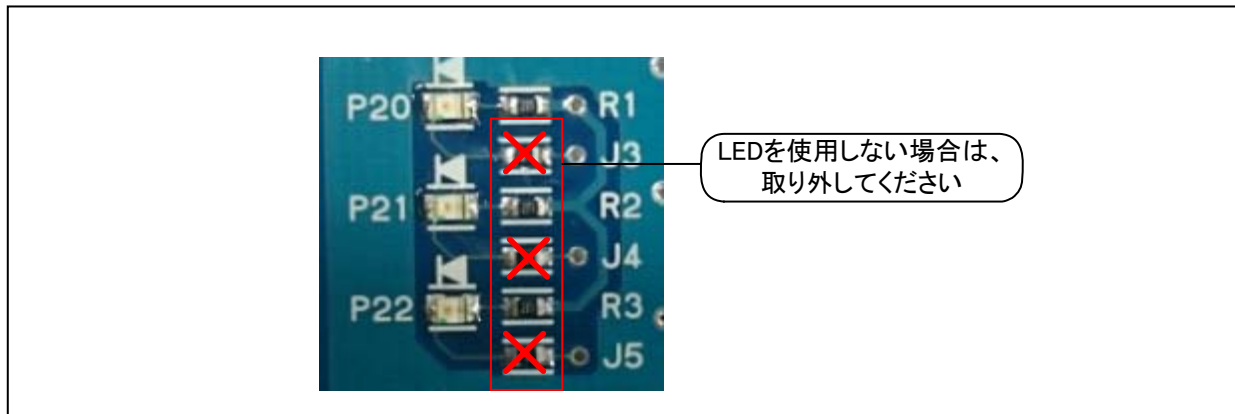 P20
R1
J3
P21
R2
J4
P22
R3
J5
LEDを使用しない場合は、
取り外してください